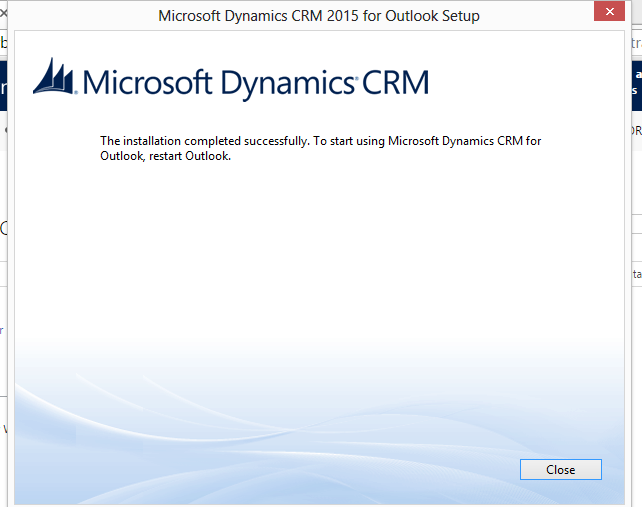 Microsoft Dynamics CRM 2015 for Outlook Setup
Microsoft Dynamics® CRM
The installation completed successfully. To start using Microsoft Dynamics CRM for
Outlook, restart Outlook.
Close